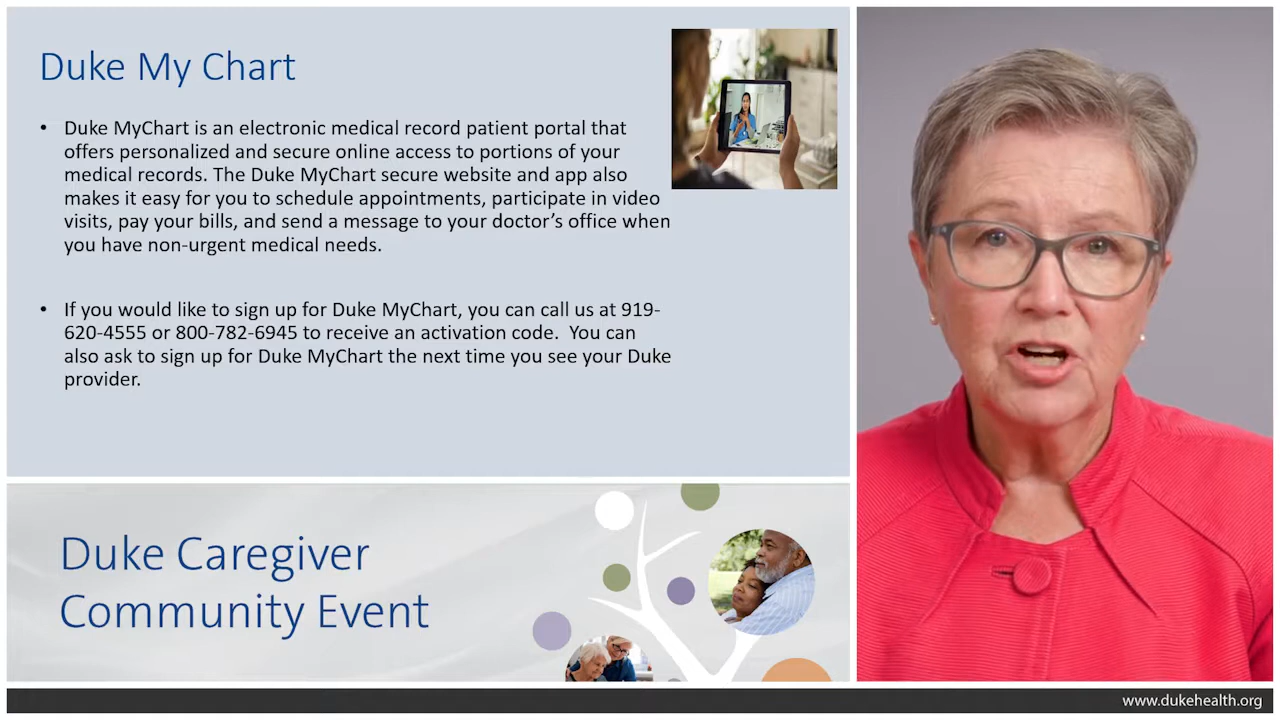 Duke My Chart
• Duke MyChart is an electronic medical record patient portal that
offers personalized and secure online access to portions of your
medical records. The Duke MyChart secure website and app also
makes it easy for you to schedule appointments, participate in video
visits, pay your bills, and send a message to your doctor’s office when
you have non-urgent medical needs.
• If you would like to sign up for Duke MyChart, you can call us at 919-
620-4555 or 800-782-6945 to receive an activation code.  You can
also ask to sign up for Duke MyChart the next time you see your Duke
provider.
Duke Caregiver
Community Event
www.dukehealth.org